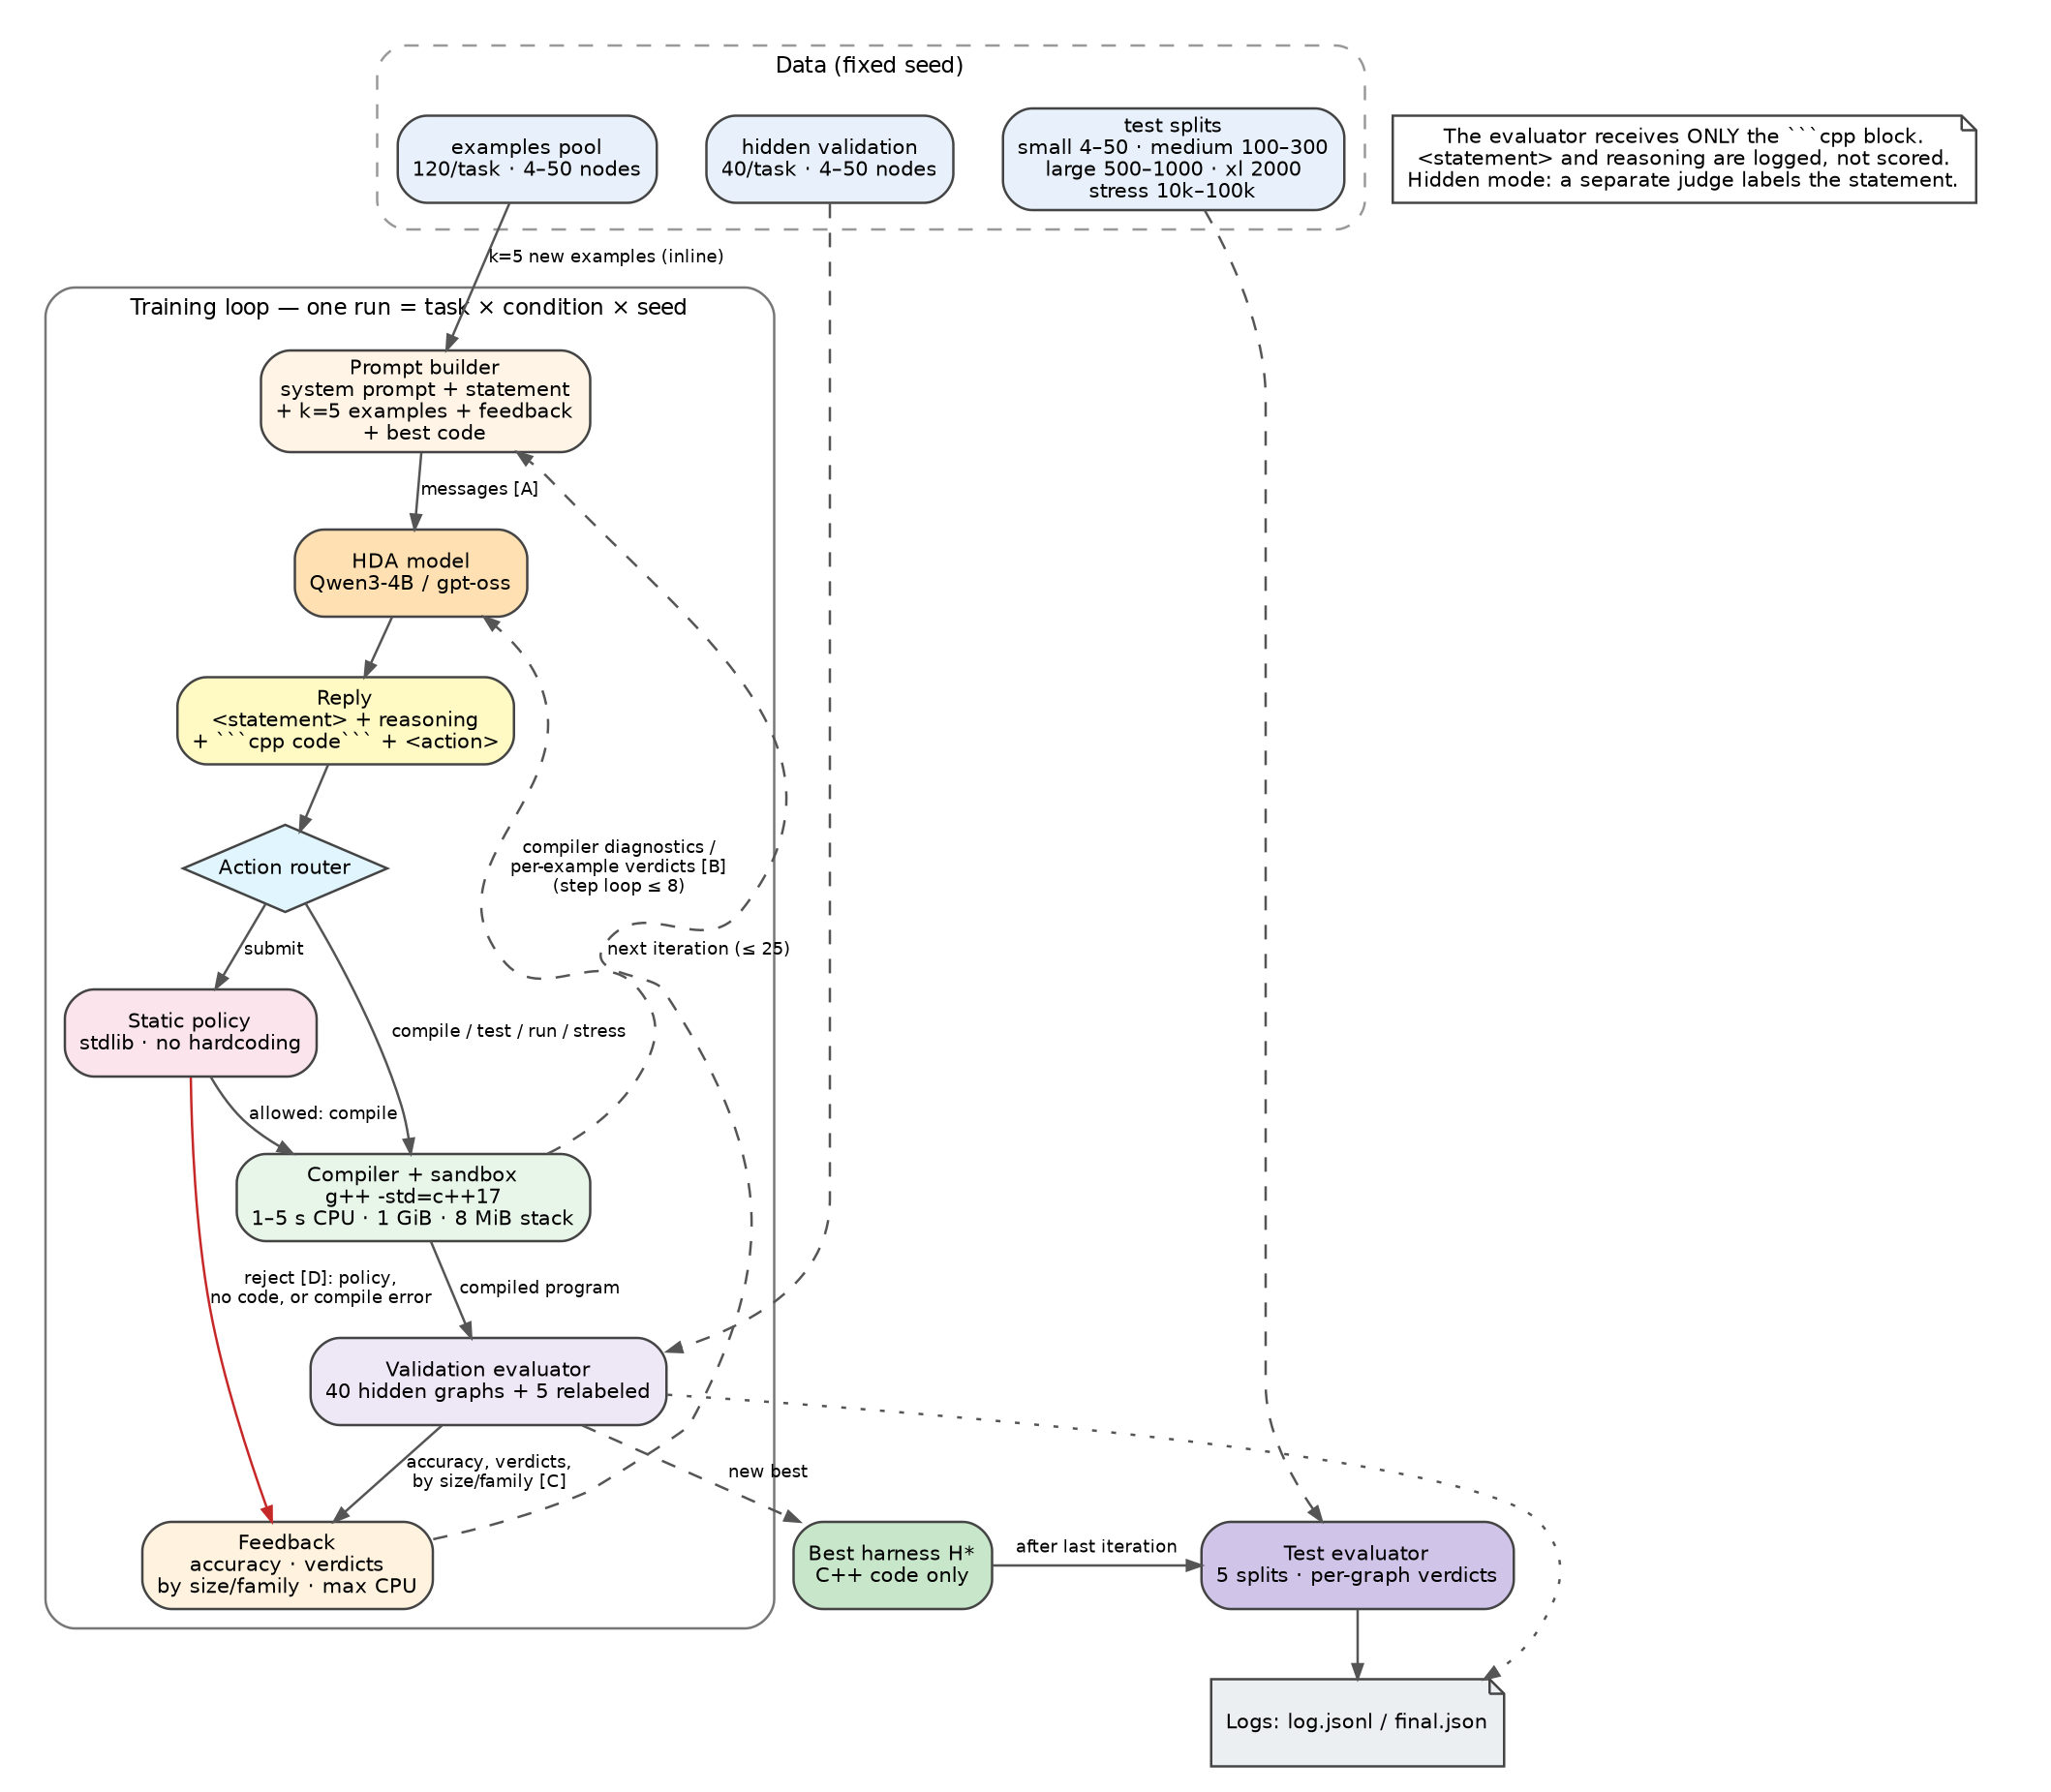 Data (fixed seed)
examples pool
120/task · 4–50 nodes
hidden validation
40/task · 4–50 nodes
test splits
small 4–50 · medium 100–300
large 500–1000 · xl 2000
stress 10k–100k
The evaluator receives ONLY the ```cpp block.
<statement> and reasoning are logged, not scored.
Hidden mode: a separate judge labels the statement.
k=5 new examples (inline)
Training loop — one run = task × condition × seed
Prompt builder
system prompt + statement
+ k=5 examples + feedback
+ best code
messages [A]
HDA model
Qwen3-4B / gpt-oss
Reply
<statement> + reasoning
+ ```cpp code``` + <action>
Action router
compiler diagnostics /
per-example verdicts [B]
(step loop ≤ 8)
submit
next iteration (≤ 25)
Static policy
stdlib · no hardcoding
compile / test / run / stress
allowed: compile
Compiler + sandbox
g++ -std=c++17
1–5 s CPU · 1 GiB · 8 MiB stack
reject [D]: policy,
no code, or compile error
compiled program
Validation evaluator
40 hidden graphs + 5 relabeled
accuracy, verdicts,
by size/family [C]
new best
Feedback
accuracy · verdicts
by size/family · max CPU
Best harness H*
C++ code only
after last iteration
Test evaluator
5 splits · per-graph verdicts
Logs: log.jsonl / final.json